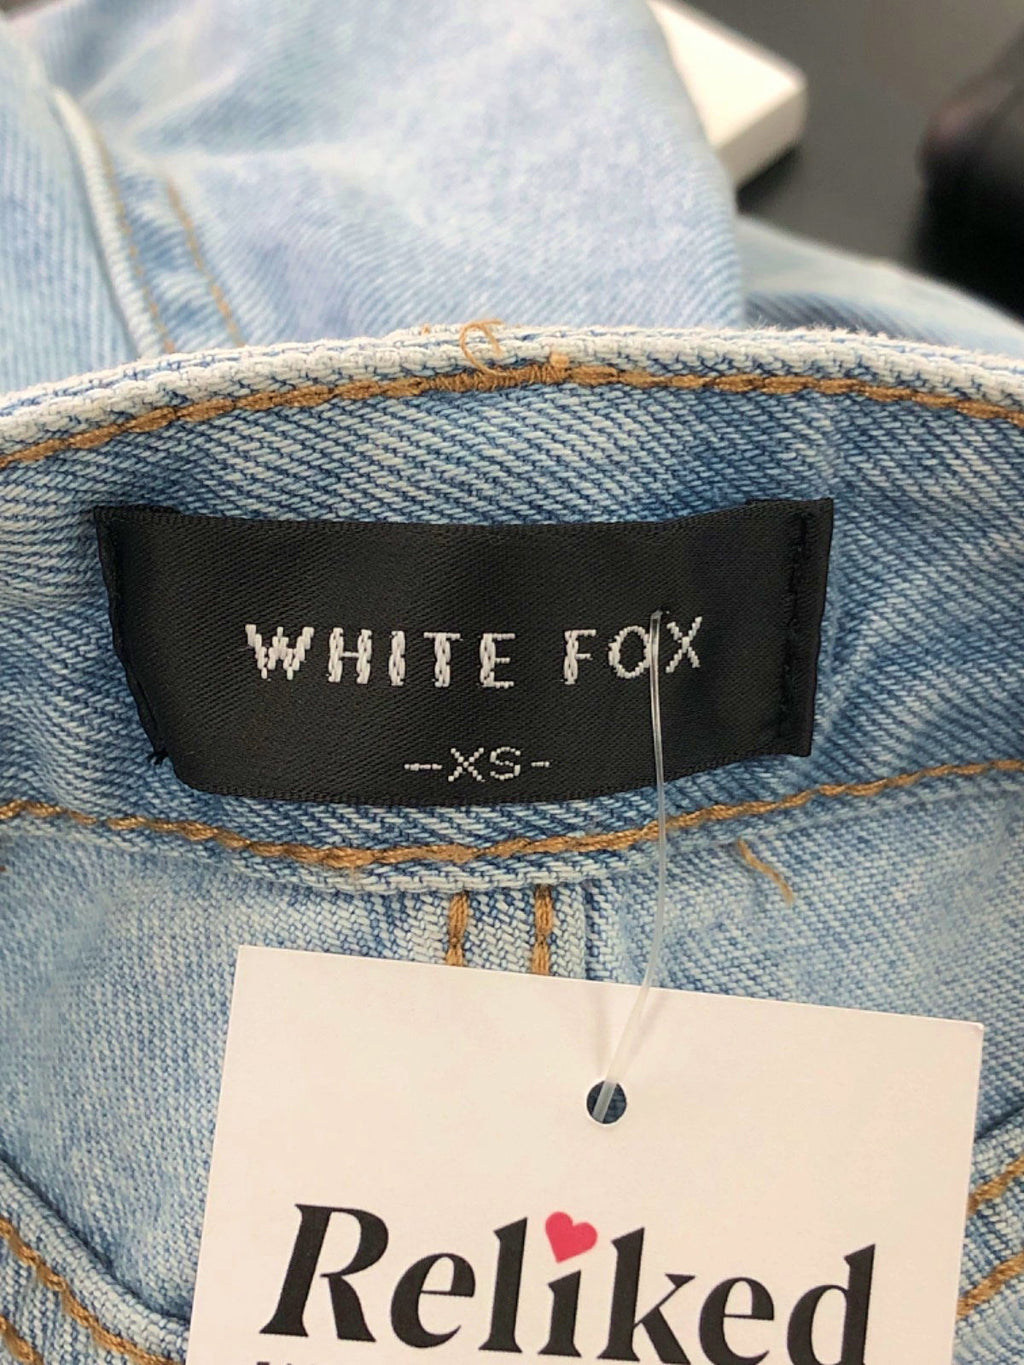 WHITE FOX
-XS-
Reliked